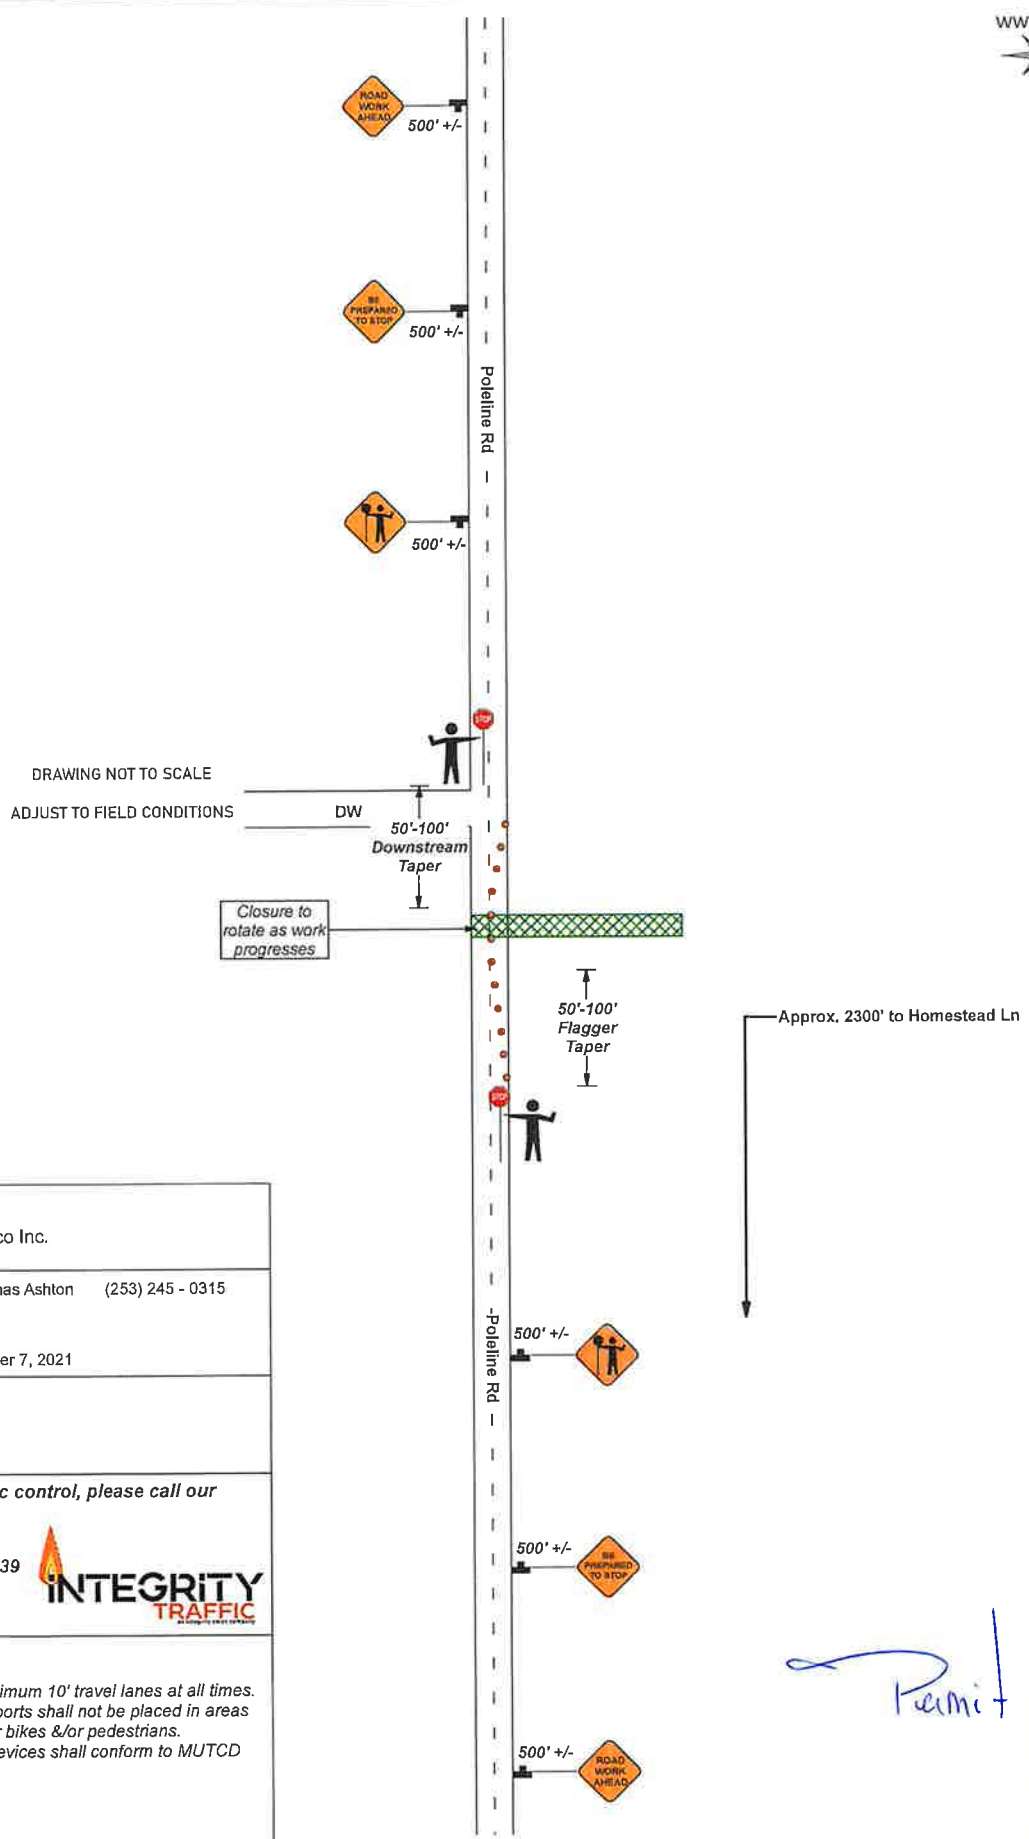 WW
ROAD
WORK
AHEAD
500' +/-
BE
PREPARED
TO STOP
500' +/-
Poleline Rd
500' +/-
STOP
DRAWING NOT TO SCALE
ADJUST TO FIELD CONDITIONS
DW
50'-100'
Downstream
Taper
Closure to
rotate as work
progresses
50'-100'
Flagger
Taper
Approx. 2300' to Homestead Ln
STOP
co Inc.
nas Ashton (253) 245 - 0315
er 7, 2021
Poleline Rd
500' +/-
c control, please call our
39
INTEGRITY
TRAFFIC
500' +/-
BE
PREPARED
TO STOP
imum 10' travel lanes at all times.
ports shall not be placed in areas
r bikes &/or pedestrians.
evices shall conform to MUTCD
Permit
500' +/-
ROAD
WORK
AHEAD